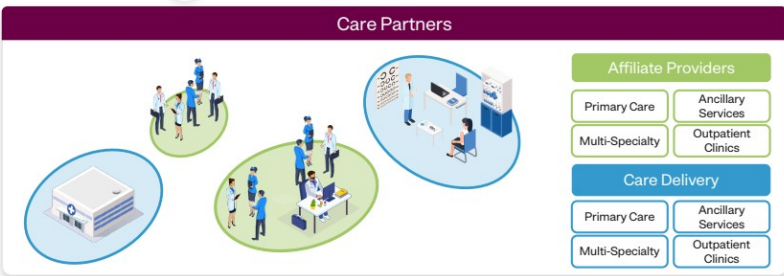 Care Partners
Affiliate Providers
Primary Care
Ancillary
Services
Multi-Specialty
Outpatient
Clinics
Care Delivery
Primary Care
Ancillary
Services
Multi-Specialty
Outpatient
Clinics